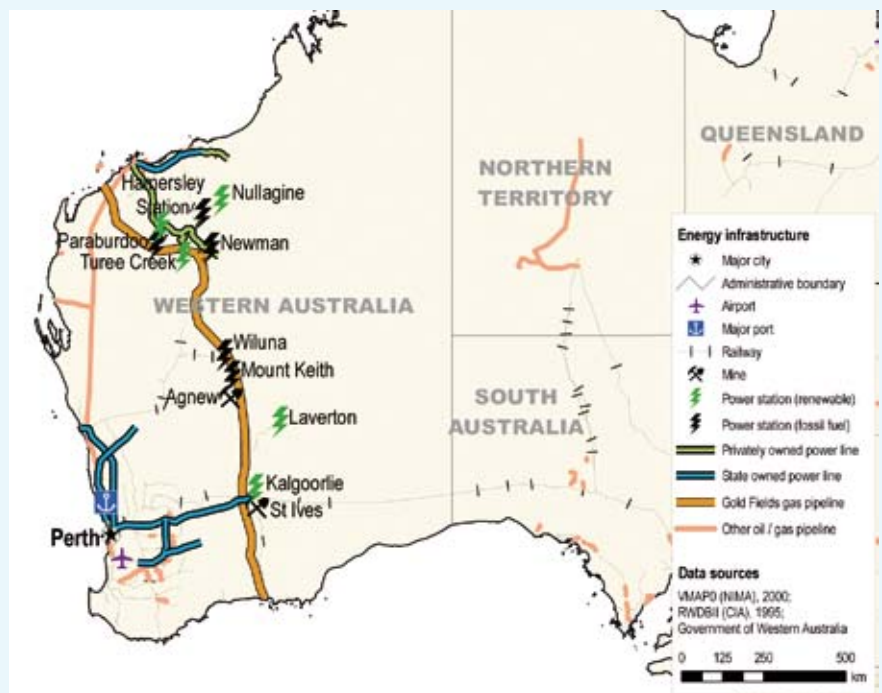 QUEENSLAND
NORTHERN
TERRITORY
Hamersley
Station
Nullagine
Paraburdoo
Newman
Turee Creek
WESTERN AUSTRALIA
Wiluna
Mount Keith
Agnew
Laverton
SOUTH
AUSTRALIA
Kalgoorlie
St Ives
Perth
Energy infrastructure
Major city
Administrative boundary
Airport
Major port
Railway
Mine
Power station (renewable)
Power station (fossil fuel)
Privately owned power line
State owned power line
Gold Fields gas pipeline
Other oil / gas pipeline
Data sources
VMAP0 (NIMA), 2000;
RWDBII (CIA), 1995;
Government of Western Australia
0 125 250 500
km